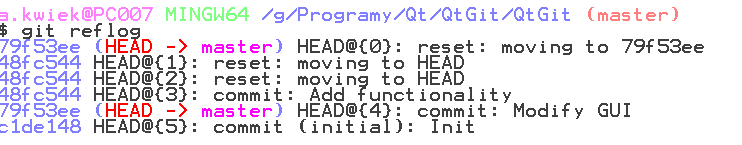 a.kwiek@PC007 MINGW64 /g/Programy/Qt/QtGit/QtGit (master)
$ git reflog
79f53ee (HEAD -> master) HEAD@{0}: reset: moving to 79f53ee
48fc544 HEAD@{1}: reset: moving to HEAD
48fc544 HEAD@{2}: reset: moving to HEAD
48fc544 HEAD@{3}: commit: Add functionality
79f53ee (HEAD -> master) HEAD@{4}: commit: Modify GUI
c1de148 HEAD@{5}: commit (initial): Init